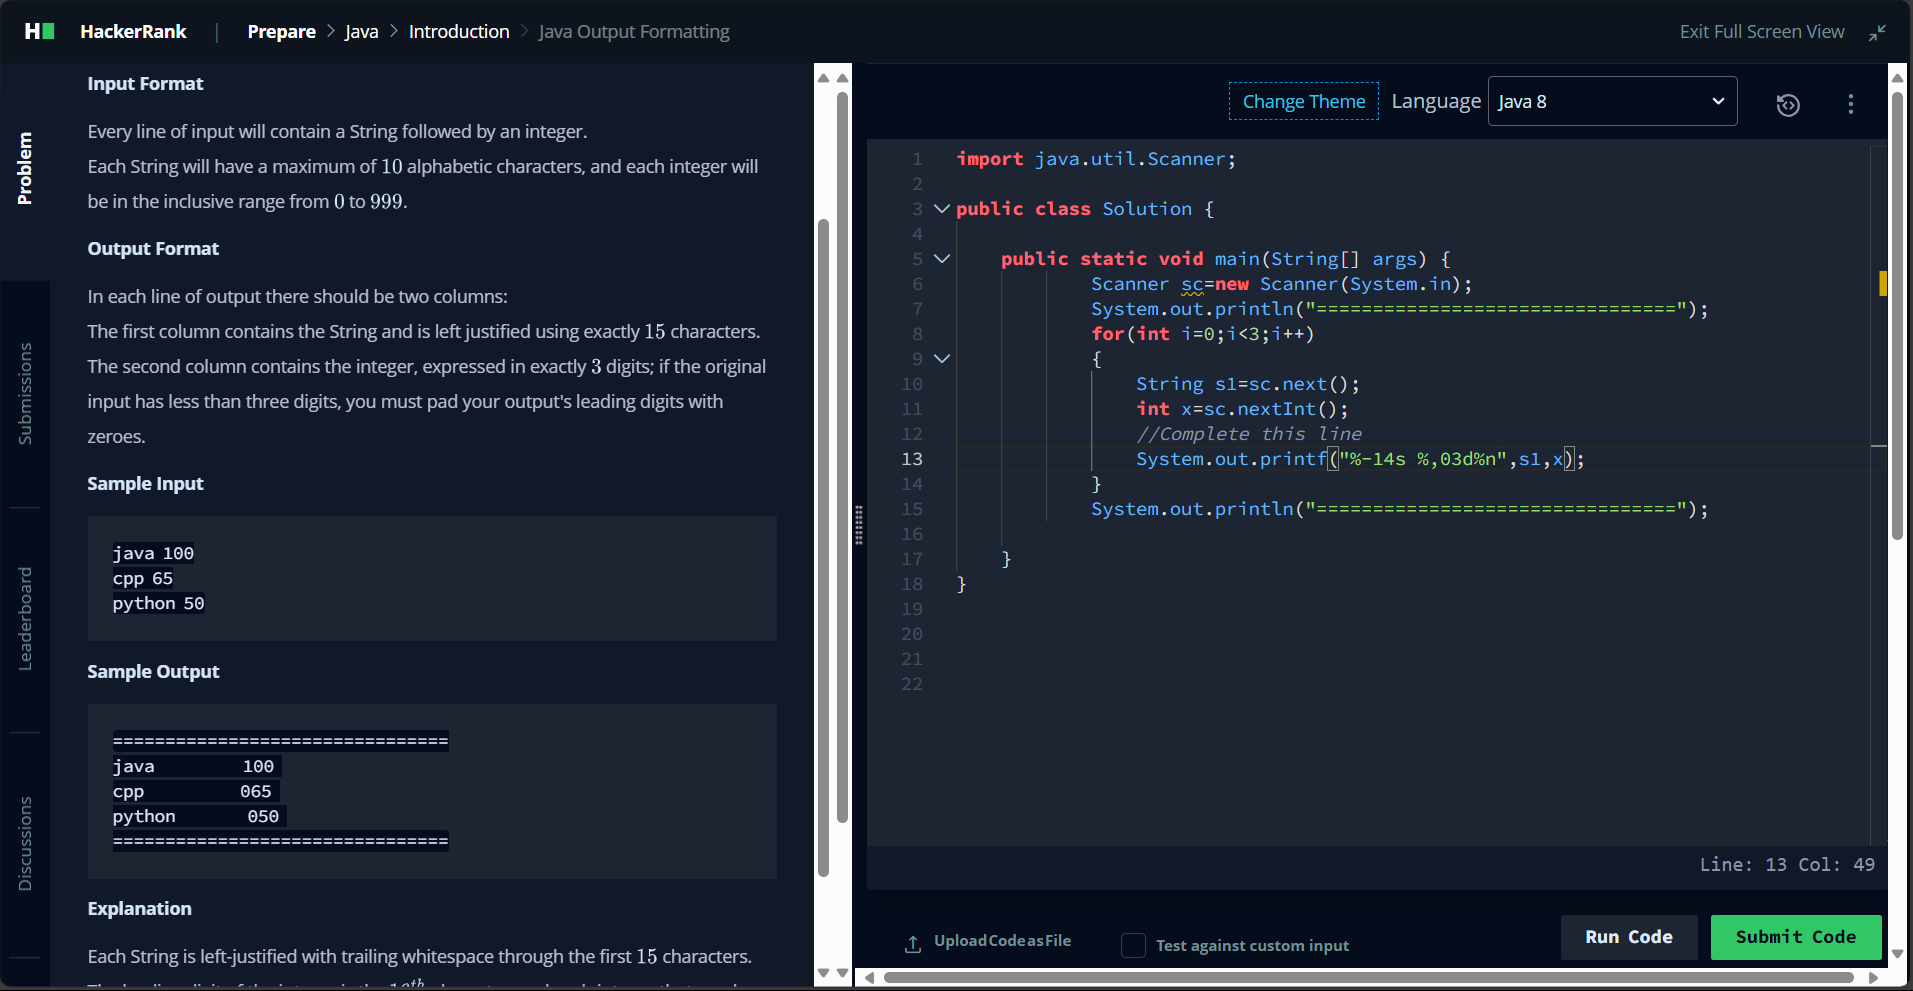 HackerRank | Prepare > Java > Introduction > Java Output Formatting
Exit Full Screen View
Problem
Submissions
Leaderboard
Discussions
Input Format
Every line of input will contain a String followed by an integer.
Each String will have a maximum of 10 alphabetic characters, and each integer will
be in the inclusive range from 0 to 999.
Output Format
In each line of output there should be two columns:
The first column contains the String and is left justified using exactly 15 characters.
The second column contains the integer, expressed in exactly 3 digits; if the original
input has less than three digits, you must pad your output's leading digits with
zeroes.
Sample Input
java 100
cpp 65
python 50
Sample Output
================================
java           100
cpp            065
python         050
================================
Explanation
Each String is left-justified with trailing whitespace through the first 15 characters.
Change Theme
Language
Java 8
1 import java.util.Scanner;
2
3 public class Solution {
4
5     public static void main(String[] args) {
6             Scanner sc=new Scanner(System.in);
7             System.out.println("================================");
8             for(int i=0;i<3;i++)
9             {
10                 String s1=sc.next();
11                 int x=sc.nextInt();
12                 //Complete this line
13                 System.out.printf("%-14s %,03d%n",s1,x);
14             }
15             System.out.println("================================");
16
17     }
18 }
19
20
21
22
Line: 13 Col: 49
Upload Code as File
Test against custom input
Run Code
Submit Code